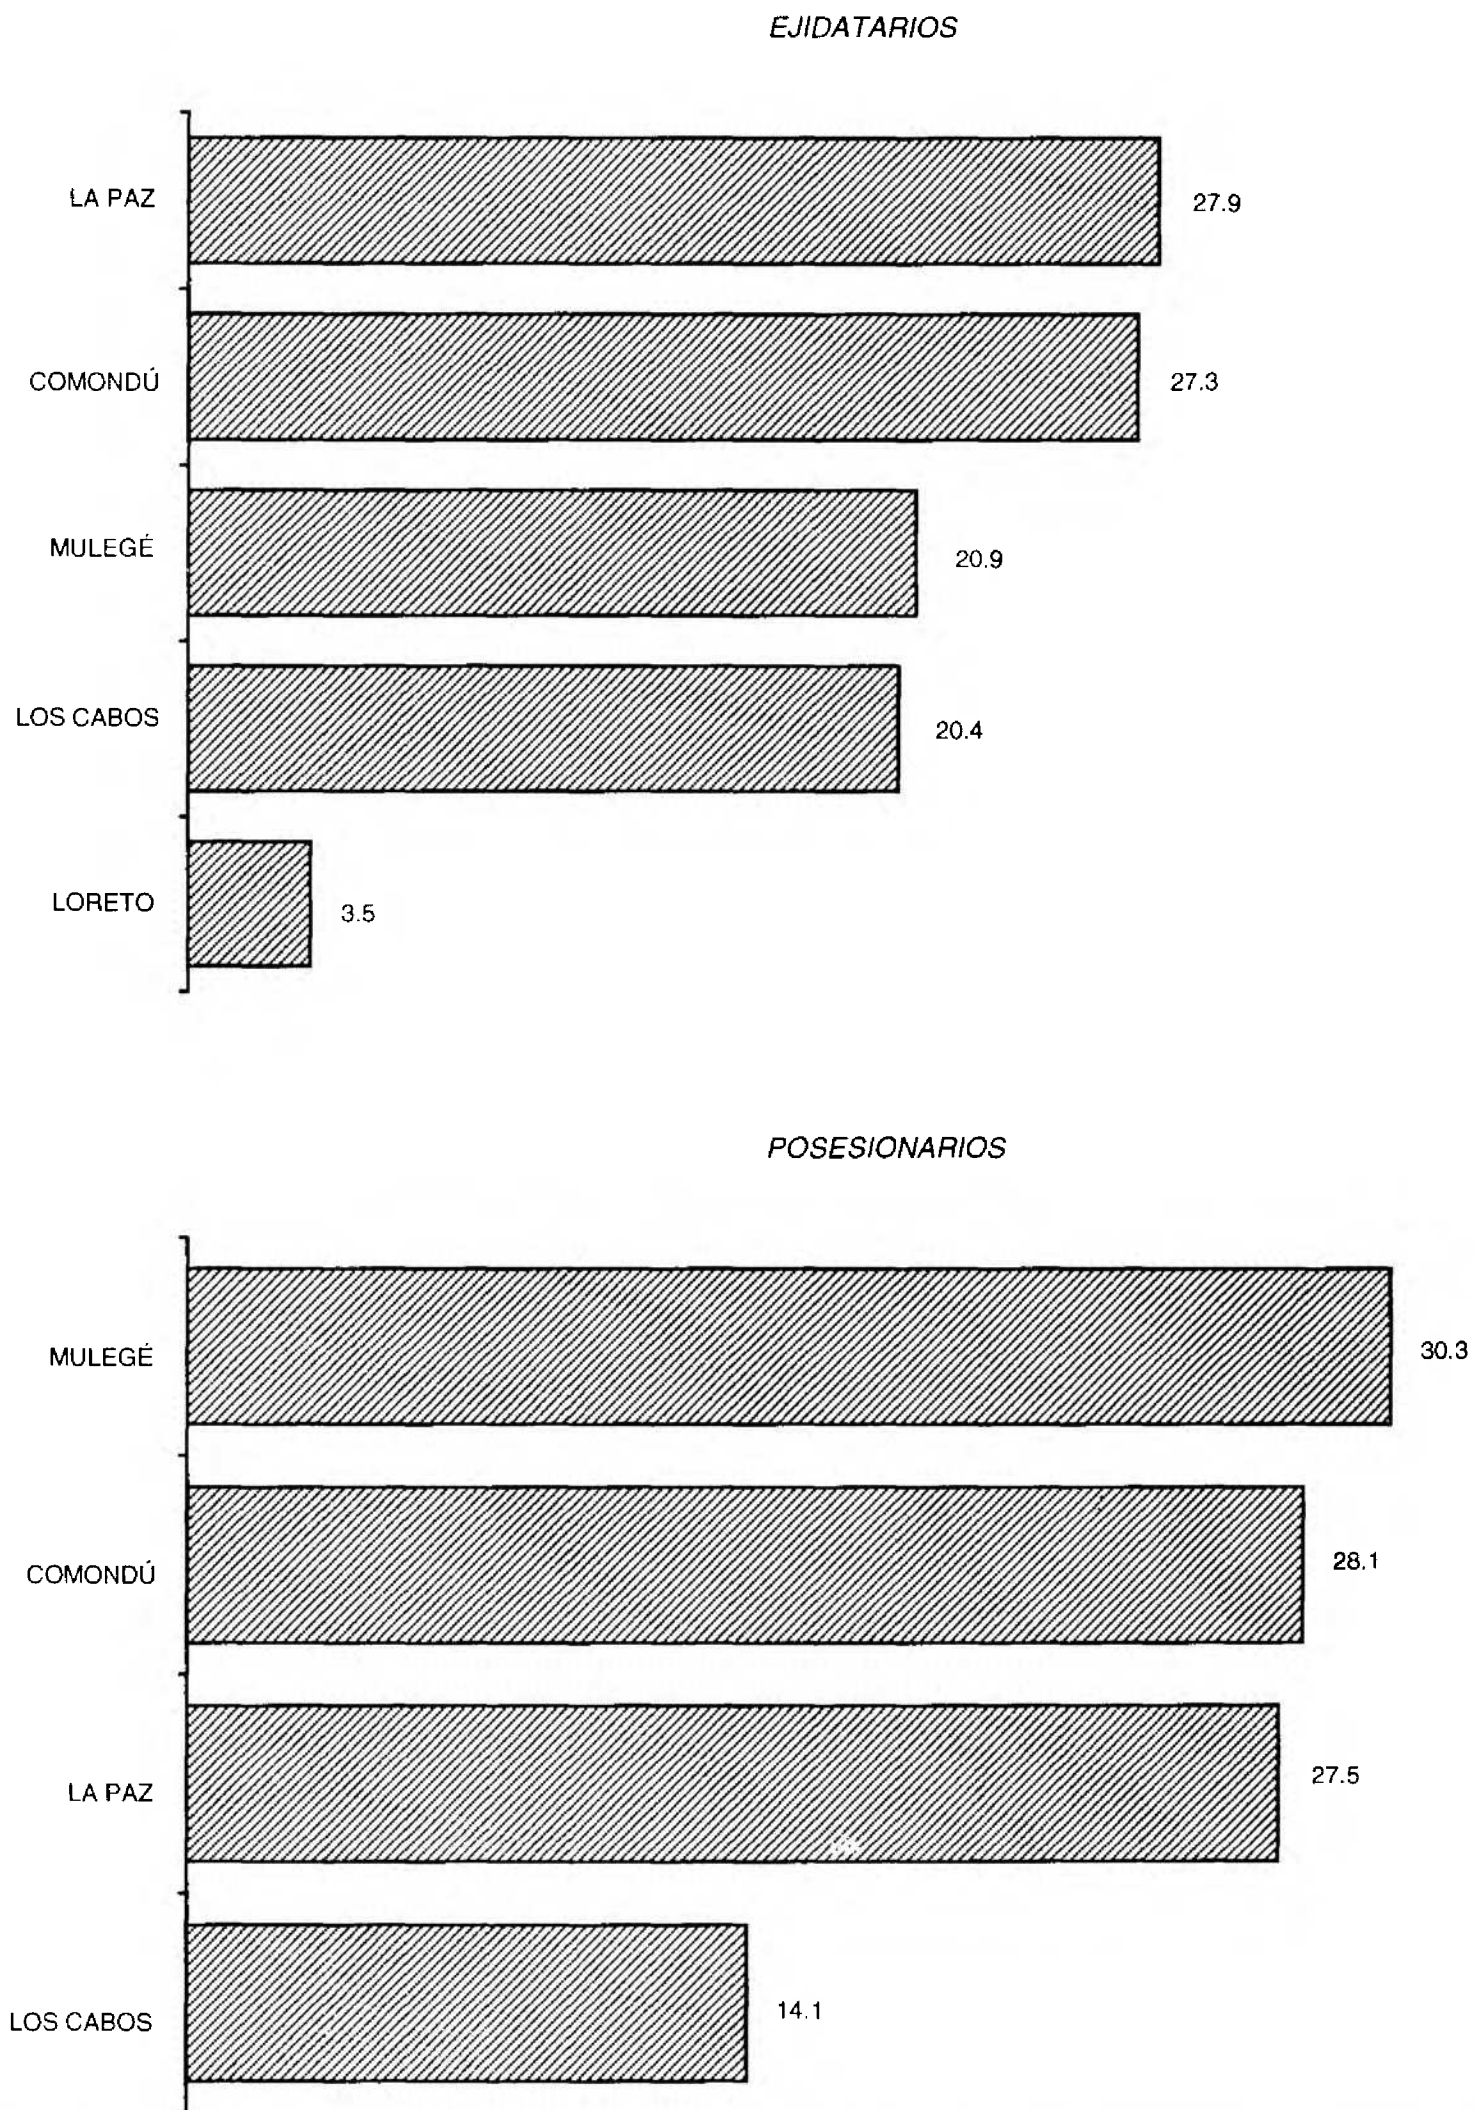 EJIDATARIOS
LA PAZ 27.9
COMONDÚ 27.3
MULEGÉ 20.9
LOS CABOS 20.4
LORETO 3.5
POSESIONARIOS
MULEGÉ 30.3
COMONDÚ 28.1
LA PAZ 27.5
LOS CABOS 14.1